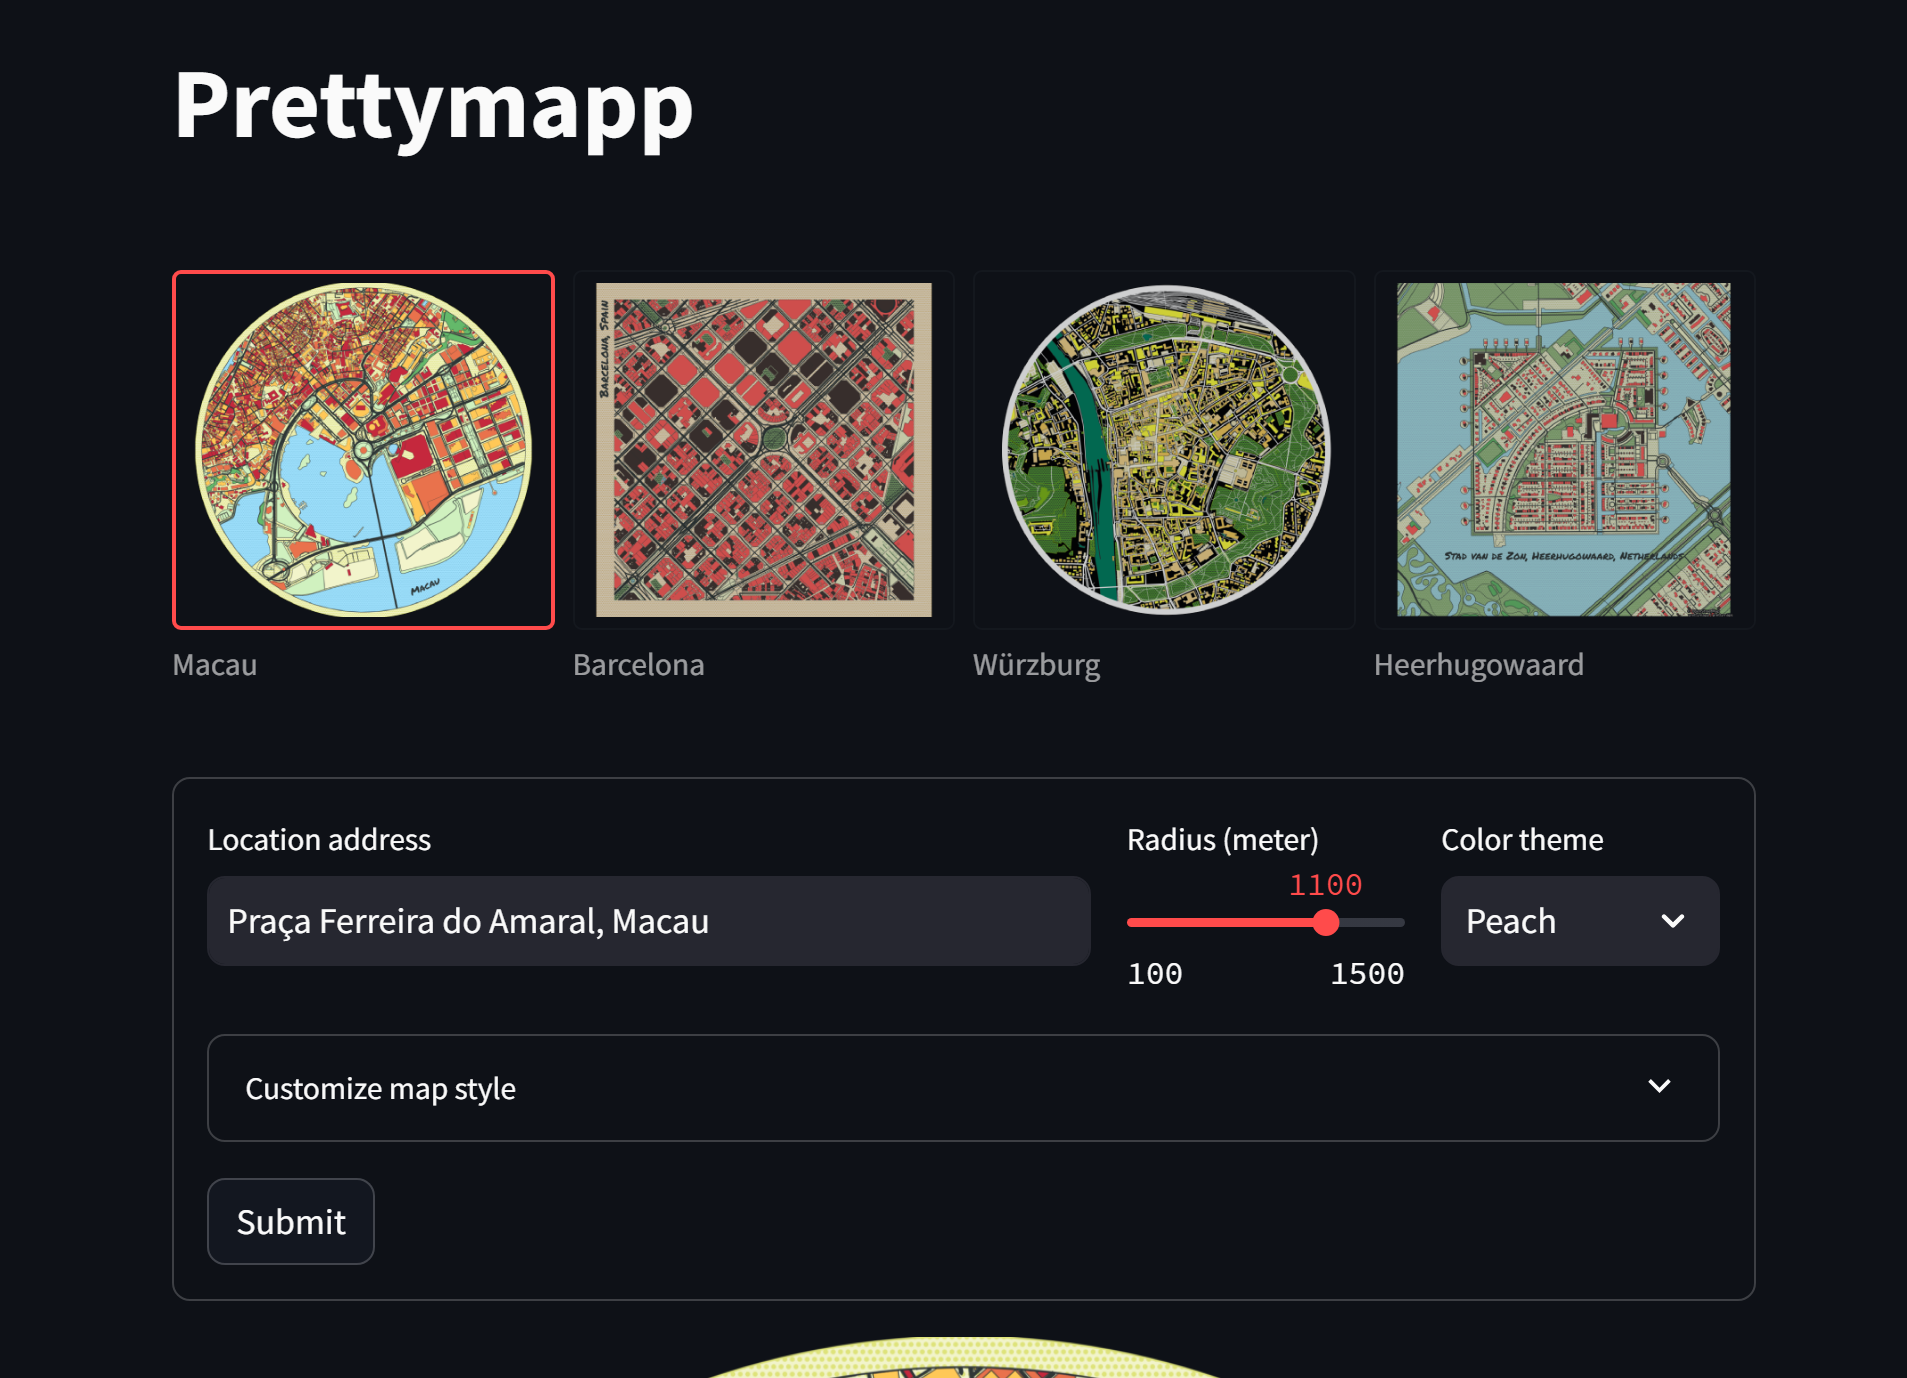 Prettymapp
MACAU
BARCELONA, SPAIN
STAD VAN DE ZON, HEERHUGOWAARD, NETHERLANDS
Macau
Barcelona
Würzburg
Heerhugowaard
Location address
Radius (meter)
Color theme
1100
Praça Ferreira do Amaral, Macau
Peach
100
1500
Customize map style
Submit